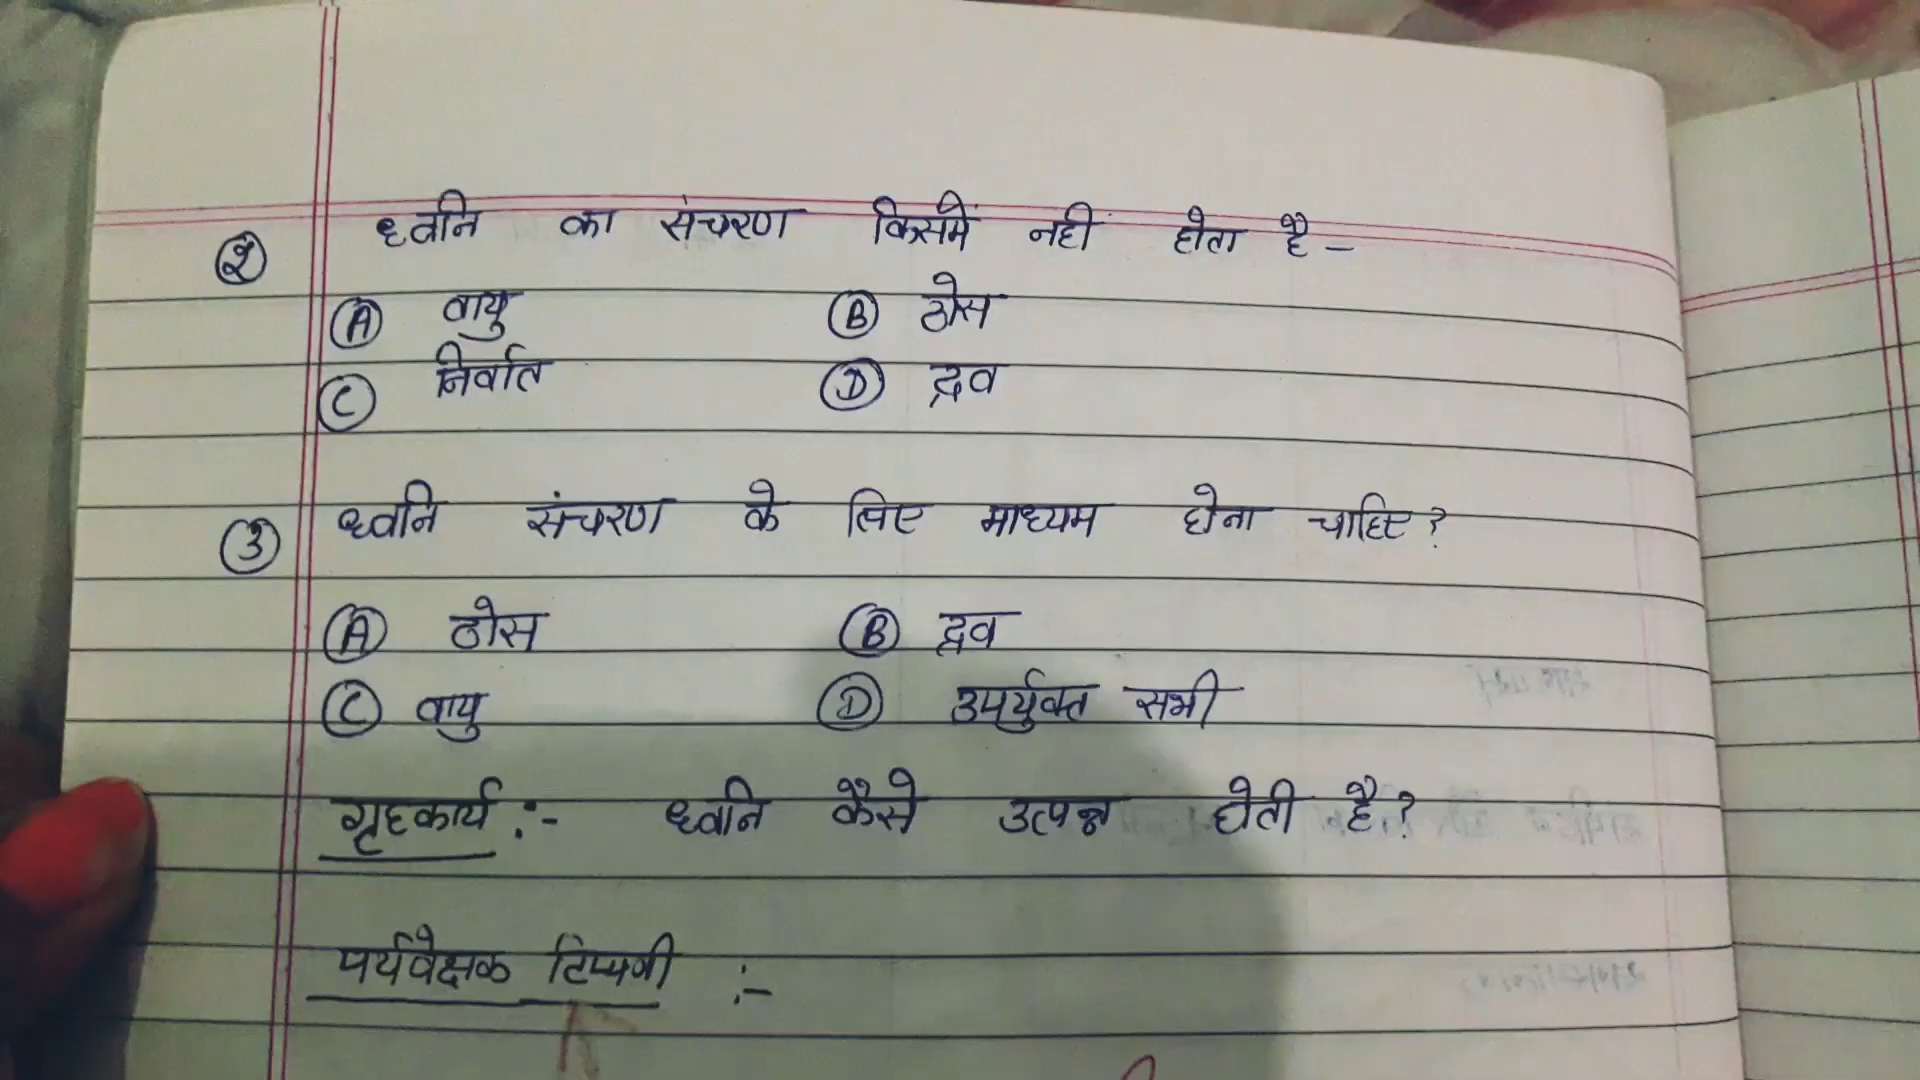 ② ध्वनि का संचरण किसमें नही होता है -
Ⓐ वायु Ⓑ ठोस
Ⓒ निर्वात Ⓓ द्रव
③ ध्वनि संचरण के लिए माध्यम होना चाहिए?
Ⓐ ठोस Ⓑ द्रव
Ⓒ वायु Ⓓ उपर्युक्त सभी
गृहकार्य :- ध्वनि कैसे उत्पन्न होती है?
पर्यवेक्षक टिप्पणी :-